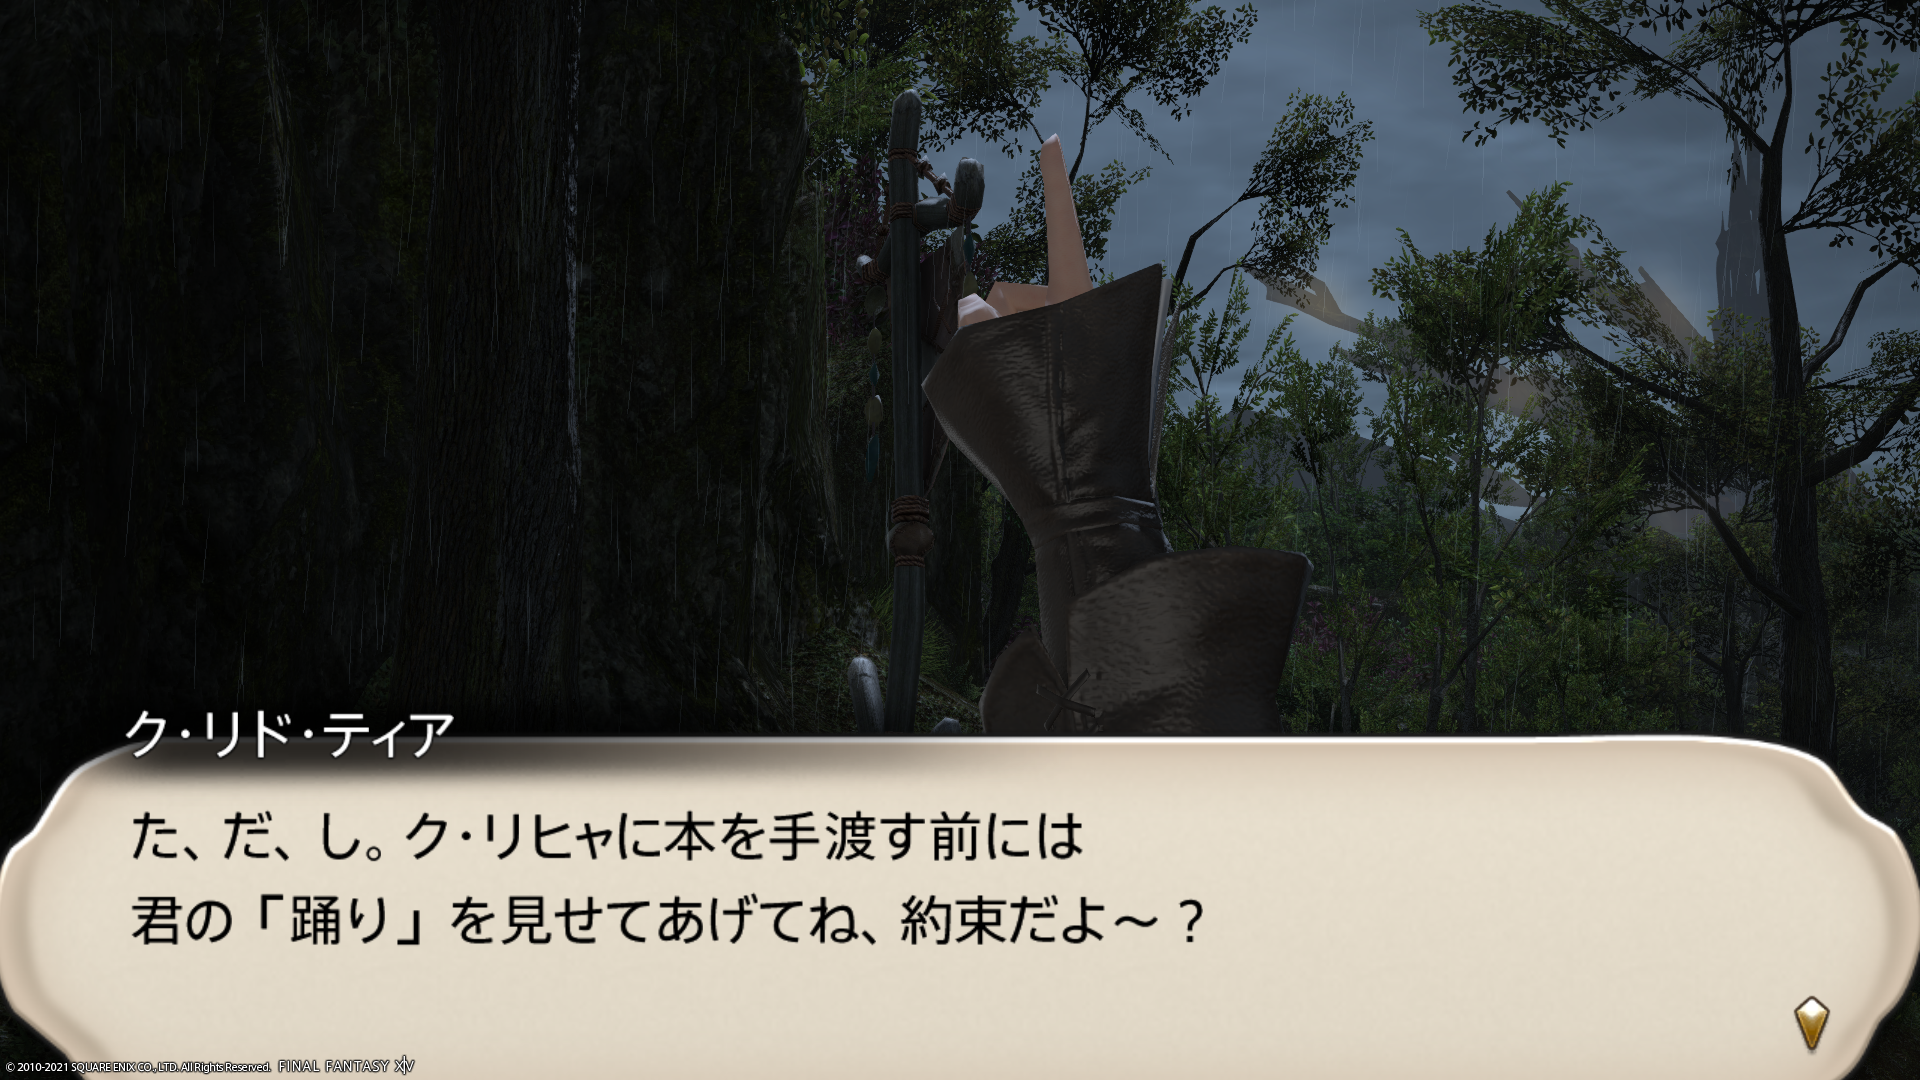 ク・リド・ティア
た、だ、し。ク・リヒャに本を手渡す前には
君の「踊り」を見せてあげてね、約束だよ～？
© 2010-2021 SQUARE ENIX CO., LTD. All Rights Reserved. FINAL FANTASY XIV